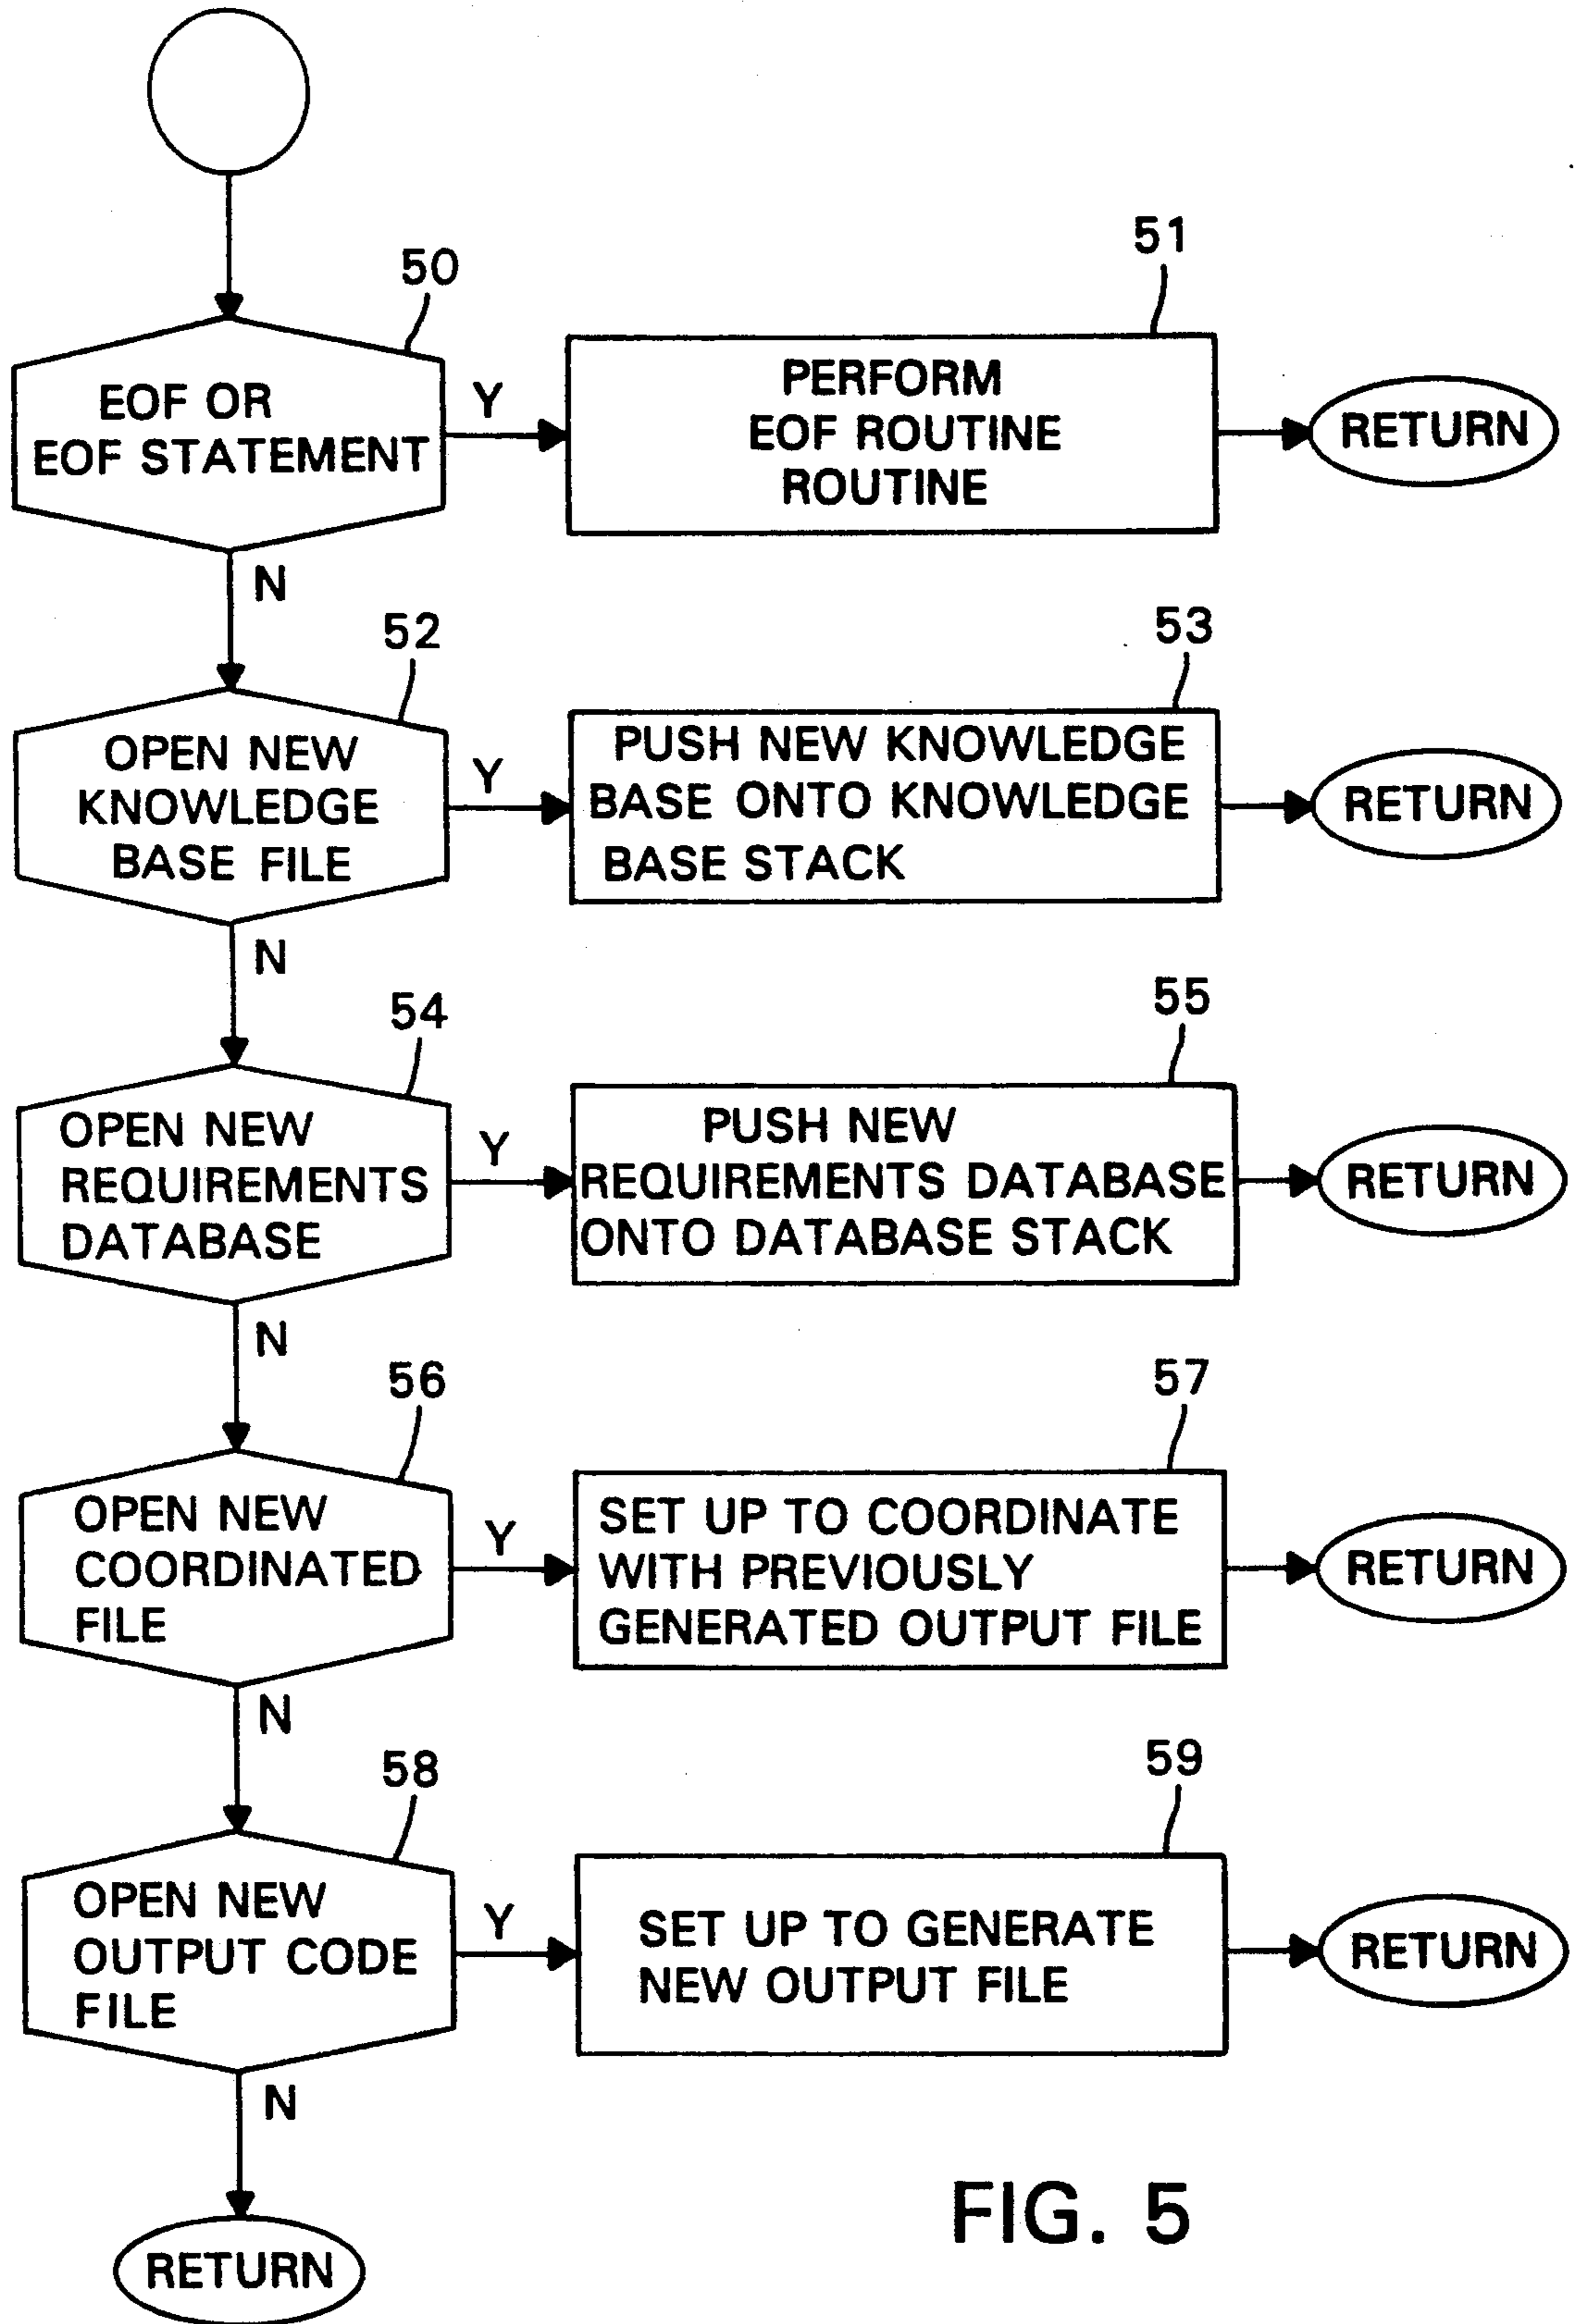 50
51
EOF OR
EOF STATEMENT
Y
PERFORM
EOF ROUTINE
ROUTINE
RETURN
N
52
53
OPEN NEW
KNOWLEDGE
BASE FILE
Y
PUSH NEW KNOWLEDGE
BASE ONTO KNOWLEDGE
BASE STACK
RETURN
N
54
55
OPEN NEW
REQUIREMENTS
DATABASE
Y
PUSH NEW
REQUIREMENTS DATABASE
ONTO DATABASE STACK
RETURN
N
56
57
OPEN NEW
COORDINATED
FILE
Y
SET UP TO COORDINATE
WITH PREVIOUSLY
GENERATED OUTPUT FILE
RETURN
N
58
59
OPEN NEW
OUTPUT CODE
FILE
Y
SET UP TO GENERATE
NEW OUTPUT FILE
RETURN
N
RETURN
FIG. 5